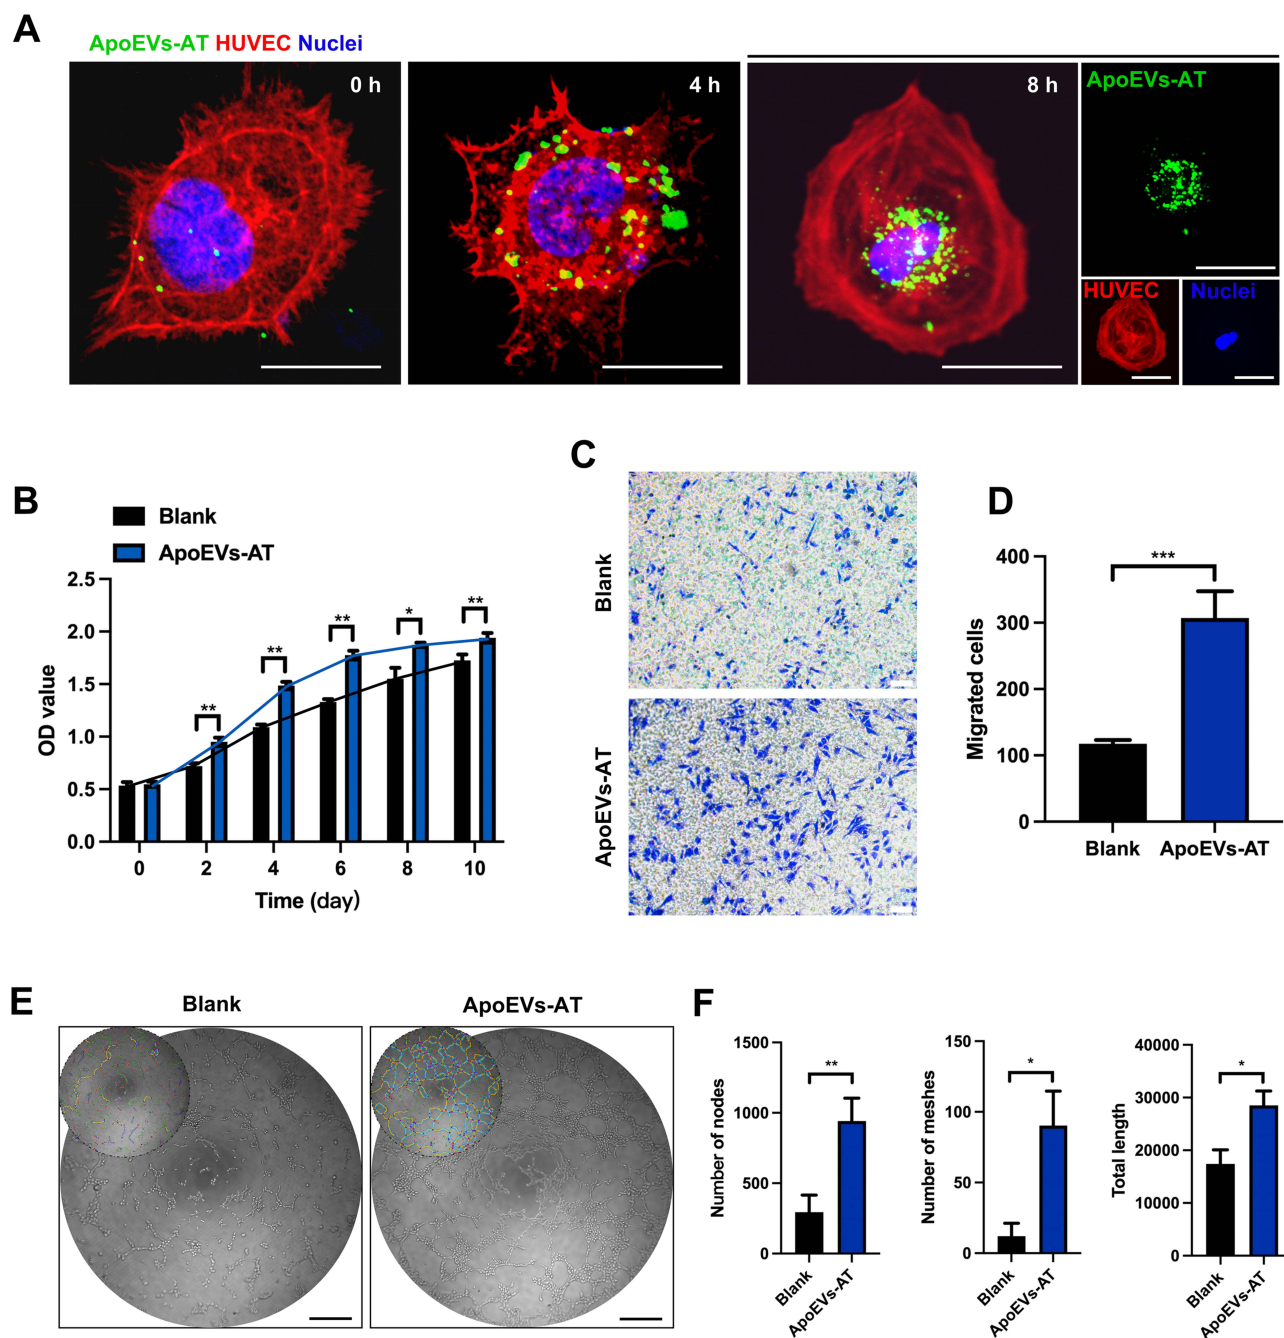 A
ApoEVs-AT HUVEC Nuclei
0 h
4 h
8 h
ApoEVs-AT
HUVEC
Nuclei
B
Blank
ApoEVs-AT
OD value
2.5
2.0
1.5
1.0
0.5
0.0
**
**
**
*
**
0 2 4 6 8 10
Time (day)
C
Blank
ApoEVs-AT
D
Migrated cells
400
300
200
100
0
***
Blank ApoEVs-AT
E
Blank
ApoEVs-AT
F
Number of nodes
1500
1000
500
0
**
Blank
ApoEVs-AT
Number of meshes
150
100
50
0
*
Blank
ApoEVs-AT
Total length
40000
30000
20000
10000
0
*
Blank
ApoEVs-AT